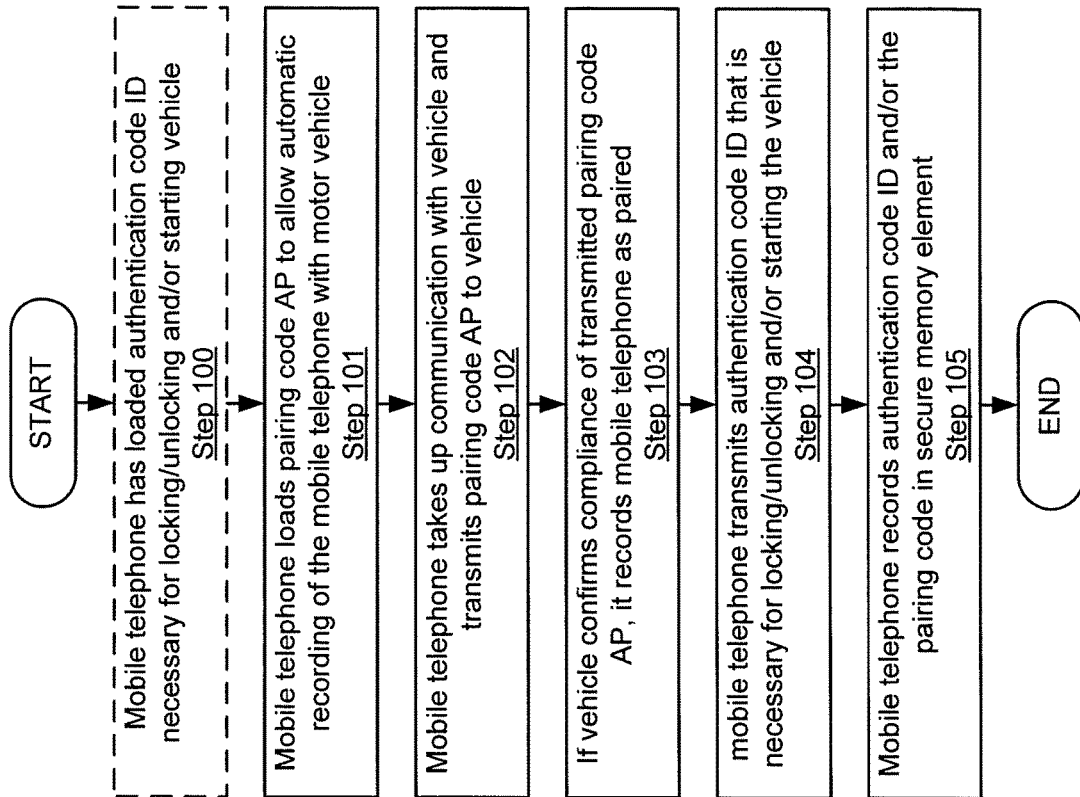 START
Mobile telephone has loaded authentication code ID
necessary for locking/unlocking and/or starting vehicle
Step 100
Mobile telephone loads pairing code AP to allow automatic
recording of the mobile telephone with motor vehicle
Step 101
Mobile telephone takes up communication with vehicle and
transmits pairing code AP to vehicle
Step 102
If vehicle confirms compliance of transmitted pairing code
AP, it records mobile telephone as paired
Step 103
mobile telephone transmits authentication code ID that is
necessary for locking/unlocking and/or starting the vehicle
Step 104
Mobile telephone records authentication code ID and/or the
pairing code in secure memory element
Step 105
END